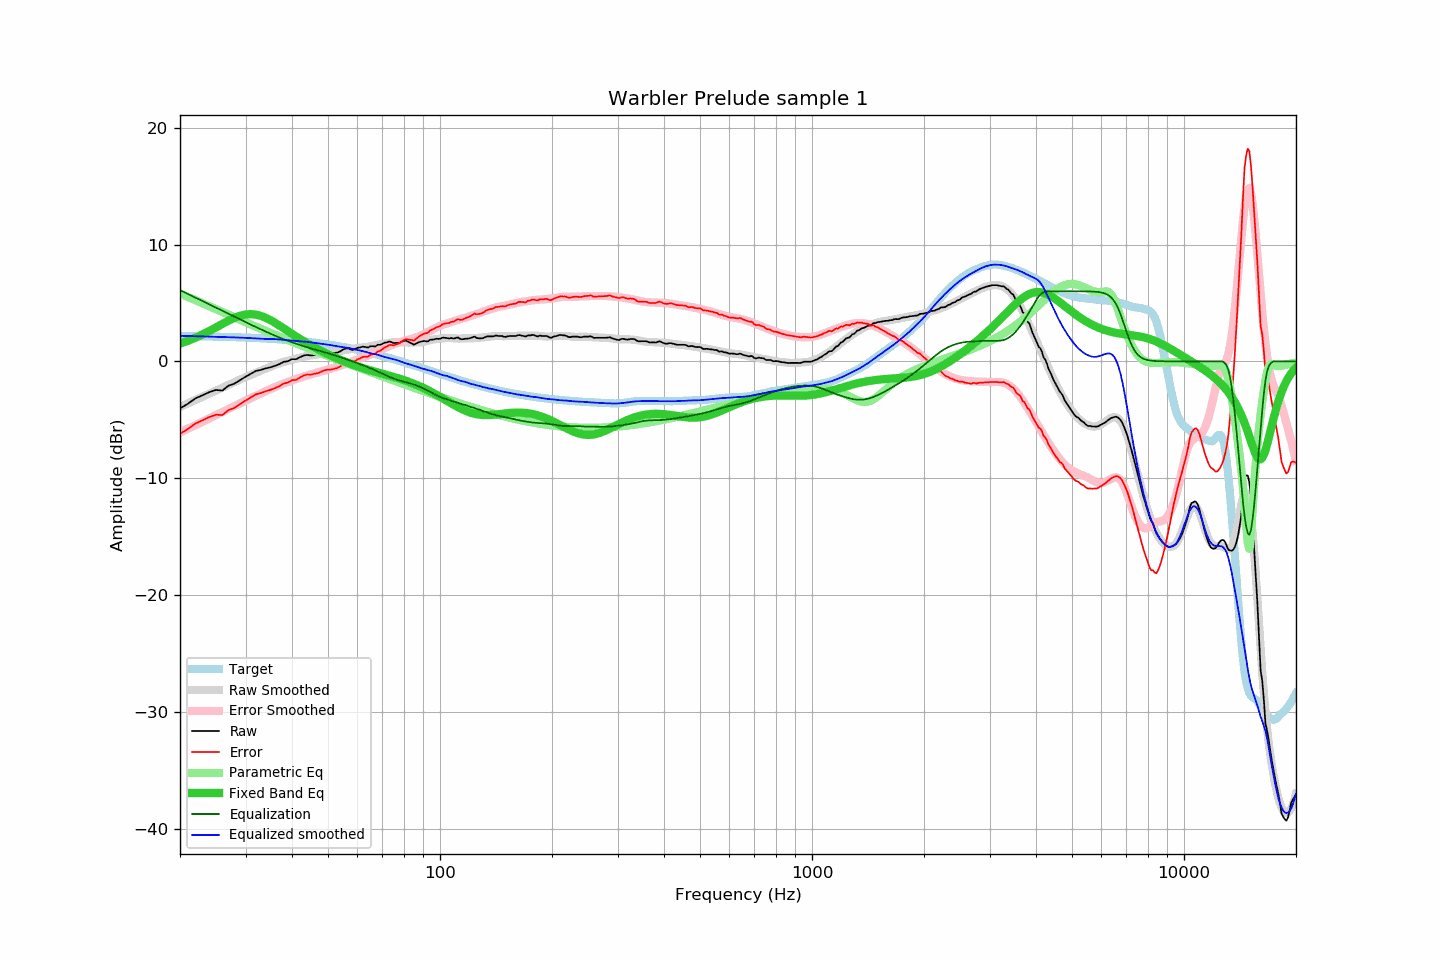 Warbler Prelude sample 1
20
10
0
−10
−20
−30
−40
Amplitude (dBr)
Target
Raw Smoothed
Error Smoothed
Raw
Error
Parametric Eq
Fixed Band Eq
Equalization
Equalized smoothed
100
1000
10000
Frequency (Hz)